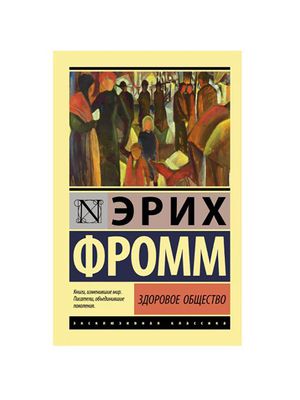 ЭРИХ
ФРОММ
Книги, изменившие мир.
Писатели, объединившие
поколения.
ЗДОРОВОЕ ОБЩЕСТВО
ЭКСКЛЮЗИВНАЯ КЛАССИКА